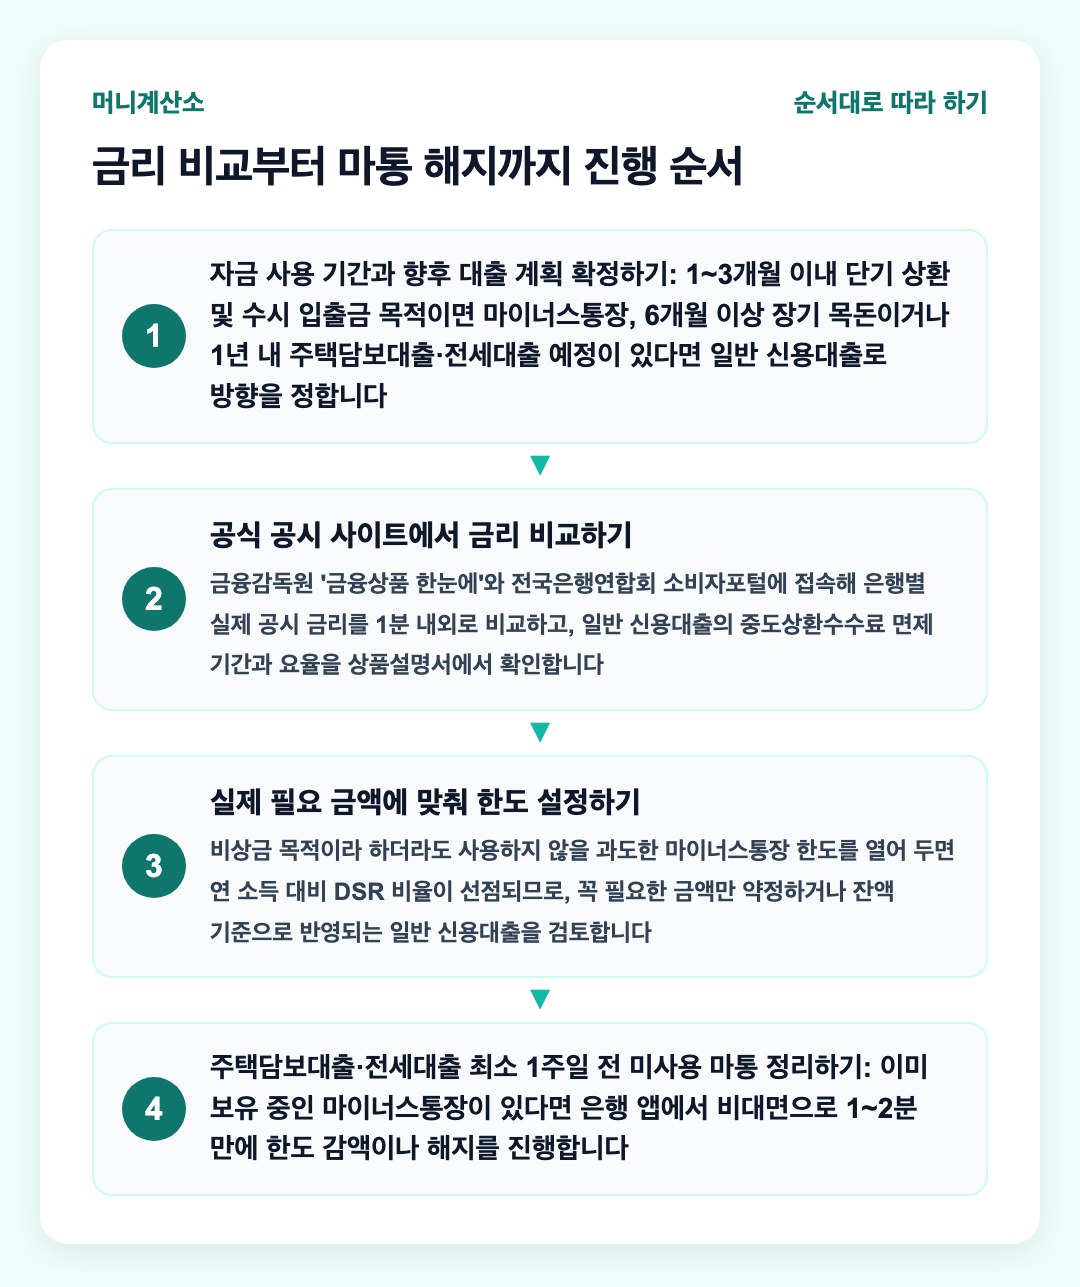 머니계산소
순서대로 따라 하기
금리 비교부터 마통 해지까지 진행 순서
1
자금 사용 기간과 향후 대출 계획 확정하기: 1~3개월 이내 단기 상환
및 수시 입출금 목적이면 마이너스통장, 6개월 이상 장기 목돈이거나
1년 내 주택담보대출·전세대출 예정이 있다면 일반 신용대출로
방향을 정합니다
▼
2
공식 공시 사이트에서 금리 비교하기
금융감독원 '금융상품 한눈에'와 전국은행연합회 소비자포털에 접속해 은행별
실제 공시 금리를 1분 내외로 비교하고, 일반 신용대출의 중도상환수수료 면제
기간과 요율을 상품설명서에서 확인합니다
▼
3
실제 필요 금액에 맞춰 한도 설정하기
비상금 목적이라 하더라도 사용하지 않을 과도한 마이너스통장 한도를 열어 두면
연 소득 대비 DSR 비율이 선점되므로, 꼭 필요한 금액만 약정하거나 잔액
기준으로 반영되는 일반 신용대출을 검토합니다
▼
4
주택담보대출·전세대출 최소 1주일 전 미사용 마통 정리하기: 이미
보유 중인 마이너스통장이 있다면 은행 앱에서 비대면으로 1~2분
만에 한도 감액이나 해지를 진행합니다